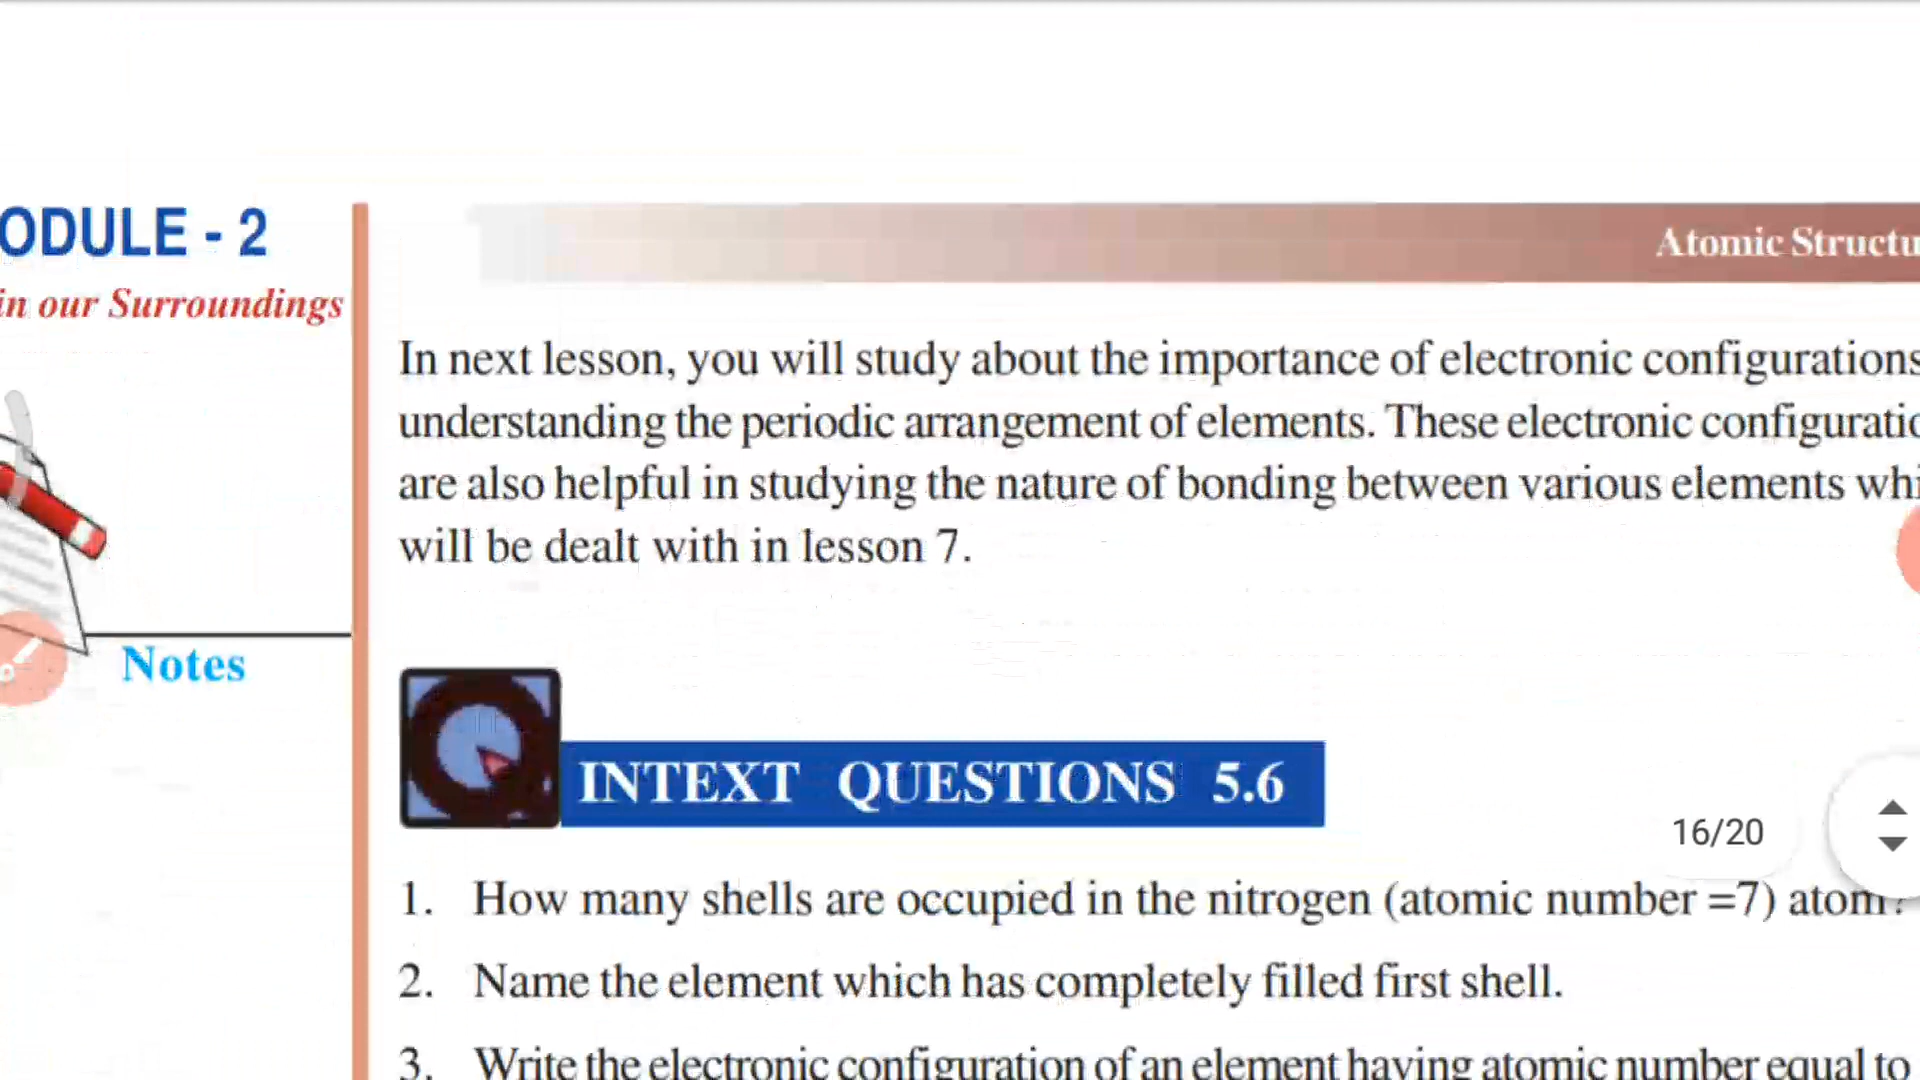 ODULE - 2
in our Surroundings
Atomic Structu
In next lesson, you will study about the importance of electronic configurations
understanding the periodic arrangement of elements. These electronic configuratio
are also helpful in studying the nature of bonding between various elements whi
will be dealt with in lesson 7.
Notes
INTEXT QUESTIONS 5.6
16/20
1. How many shells are occupied in the nitrogen (atomic number =7) atom?
2. Name the element which has completely filled first shell.
3. Write the electronic configuration of an element having atomic number equal to